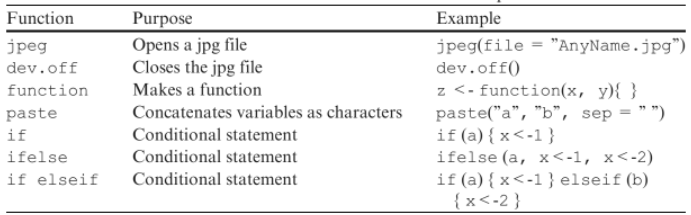 Function Purpose Example
jpeg Opens a jpg file jpeg(file = ”AnyName.jpg”)
dev.off Closes the jpg file dev.off()
function Makes a function z <- function(x, y){ }
paste Concatenates variables as characters paste(”a”, ”b”, sep = ” ”)
if Conditional statement if (a) { x<-1 }
ifelse Conditional statement ifelse (a, x<-1, x<-2)
if elseif Conditional statement if (a) { x<-1 } elseif (b)
{ x<-2 }